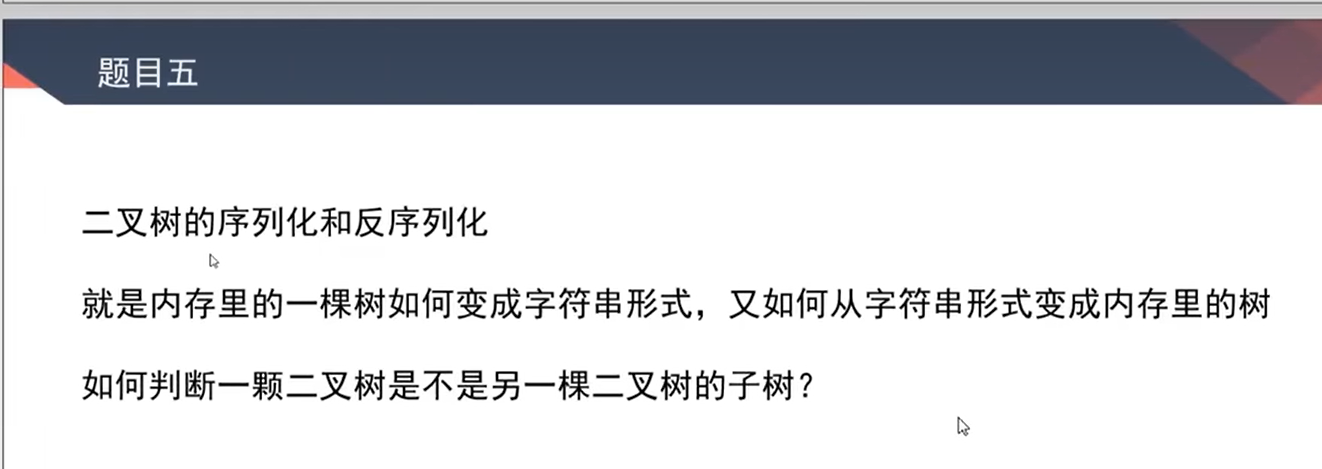 题目五
二叉树的序列化和反序列化
就是内存里的一棵树如何变成字符串形式，又如何从字符串形式变成内存里的树
如何判断一颗二叉树是不是另一棵二叉树的子树？